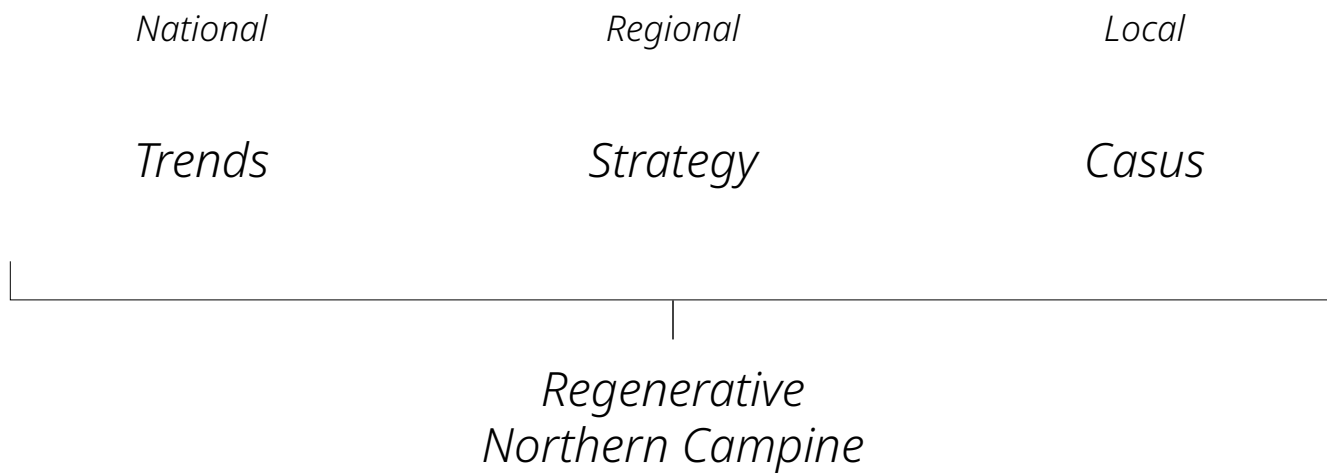 National Regional Local
Trends Strategy Casus
Regenerative
Northern Campine